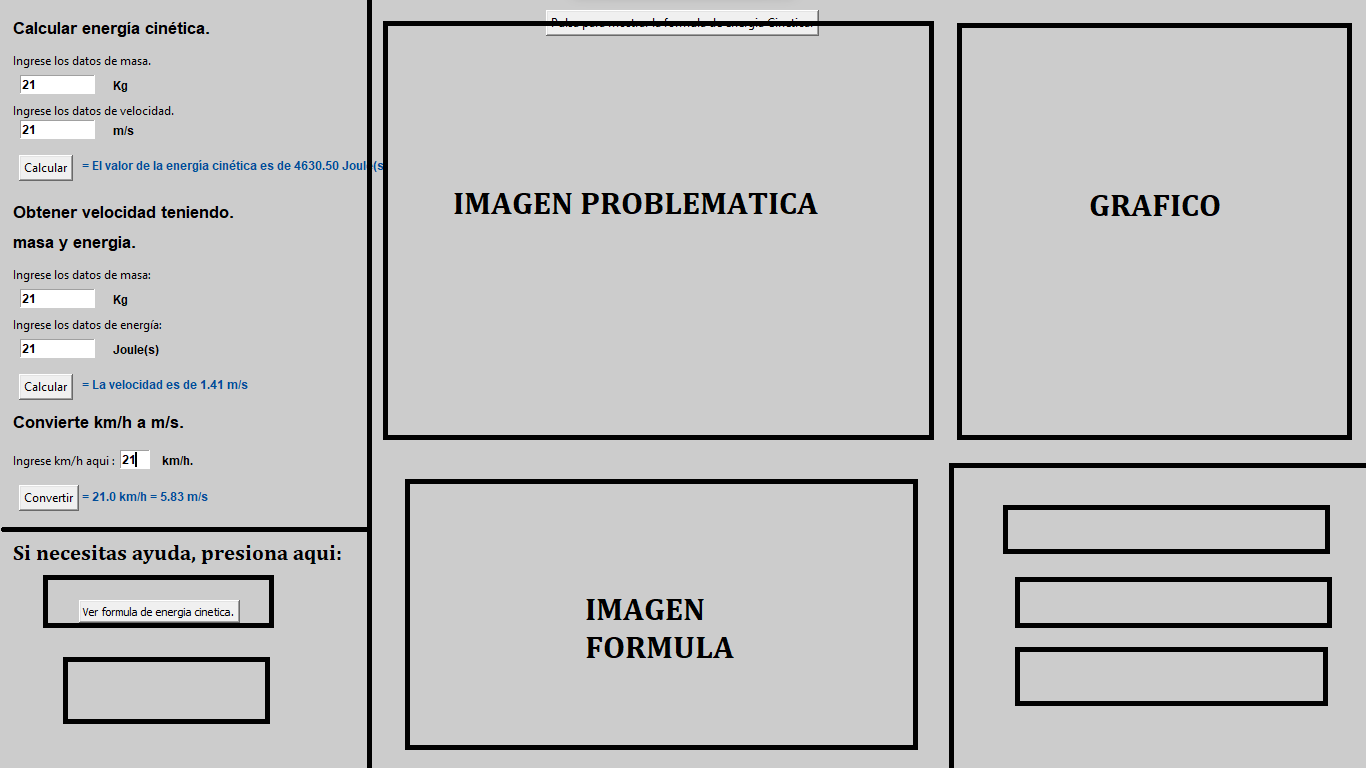 Calcular energía cinética.
Ingrese los datos de masa.
21 Kg
Ingrese los datos de velocidad.
21 m/s
Calcular = El valor de la energía cinética es de 4630.50 Joule(s
Obtener velocidad teniendo.
masa y energia.
Ingrese los datos de masa:
21 Kg
Ingrese los datos de energía:
21 Joule(s)
Calcular = La velocidad es de 1.41 m/s
Convierte km/h a m/s.
Ingrese km/h aqui : 21 km/h.
Convertir = 21.0 km/h = 5.83 m/s
Si necesitas ayuda, presiona aqui:
Ver formula de energia cinetica.
Pulsa para mostrar la formula de energia Cinetica.
IMAGEN PROBLEMATICA
GRAFICO
IMAGEN
FORMULA